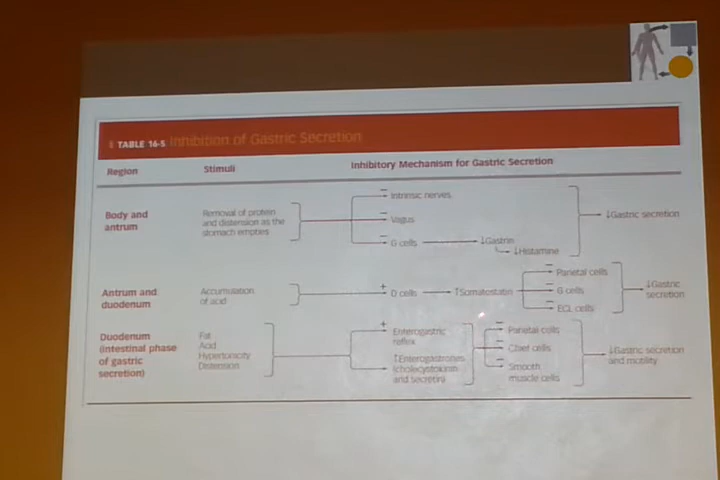 TABLE 16-5 Inhibition of Gastric Secretion
Region Stimuli Inhibitory Mechanism for Gastric Secretion
Body and
antrum
Removal of protein
and distension as the
stomach empties
− Intrinsic nerves
− Vagus
− G cells ↓Gastrin
↓Histamine
↓Gastric secretion
Antrum and
duodenum
Accumulation
of acid
+ D cells ↑Somatostatin
− Parietal cells
− G cells
− ECL cells
↓Gastric
secretion
Duodenum
(intestinal phase
of gastric
secretion)
Fat
Acid
Hypertonicity
Distension
+ Enterogastric
reflex
↑Enterogastrones
(cholecystokinin
and secretin)
− Parietal cells
− Chief cells
− Smooth
muscle cells
↓Gastric secretion
and motility